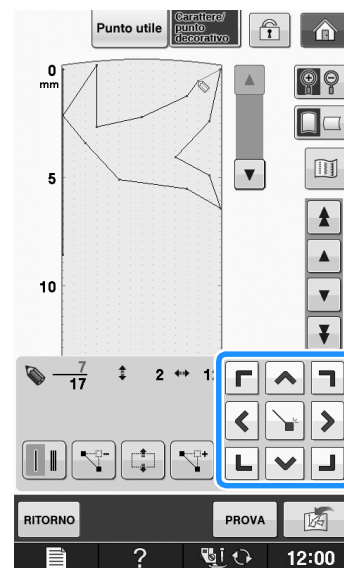 Punto utile
Carattere/
punto
decorativo
0
mm
5
10
7
17
2
1
RITORNO
PROVA
?
12:00